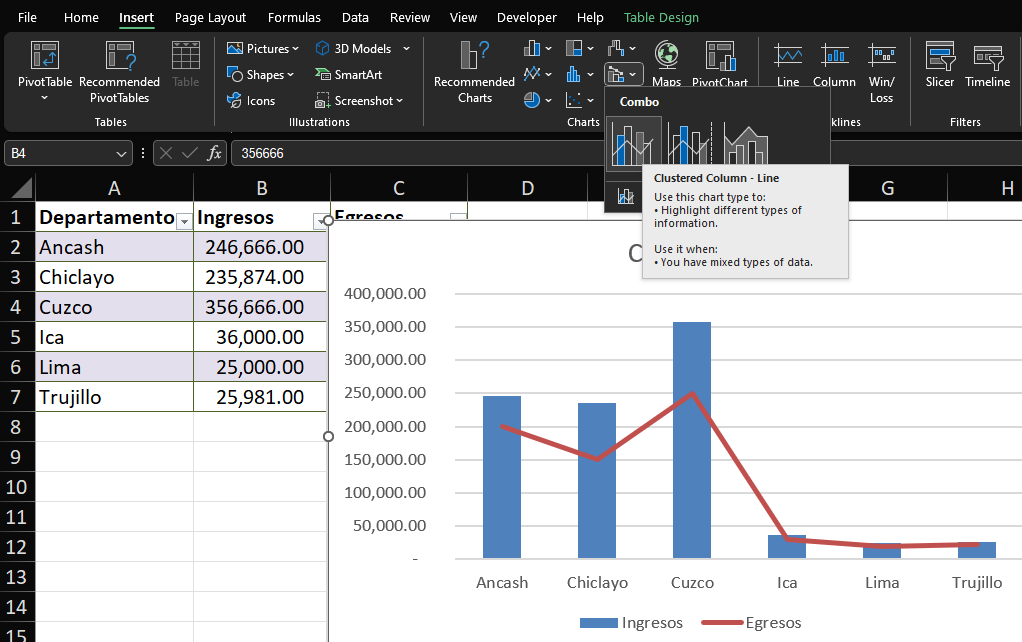 File Home Insert Page Layout Formulas Data Review View Developer Help Table Design
PivotTable Recommended PivotTables Table
Pictures 3D Models
Shapes SmartArt
Icons Screenshot
Recommended Charts
Maps PivotChart
Line Column Win/ Loss
Slicer Timeline
Tables Illustrations Charts Filters
Combo
B4 fx 356666
Clustered Column - Line
Use this chart type to:
• Highlight different types of
information.
Use it when:
• You have mixed types of data.
A B C D G H
1 Departamento Ingresos Egresos
2 Ancash 246,666.00
3 Chiclayo 235,874.00
4 Cuzco 356,666.00
5 Ica 36,000.00
6 Lima 25,000.00
7 Trujillo 25,981.00
8
9
10
11
12
13
14
15
C
400,000.00
350,000.00
300,000.00
250,000.00
200,000.00
150,000.00
100,000.00
50,000.00
-
Ancash Chiclayo Cuzco Ica Lima Trujillo
Ingresos Egresos